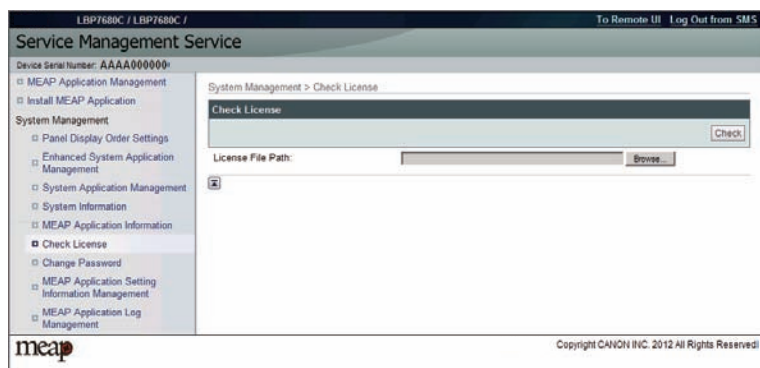 LBP7680C / LBP7680C /
To Remote UI Log Out from SMS
Service Management Service
Device Serial Number: AAAA000000
MEAP Application Management
Install MEAP Application
System Management
Panel Display Order Settings
Enhanced System Application
Management
System Application Management
System Information
MEAP Application Information
Check License
Change Password
MEAP Application Setting
Information Management
MEAP Application Log
Management
System Management > Check License
Check License
Check
License File Path:
Browse...
meap
Copyright CANON INC. 2012 All Rights Reserved